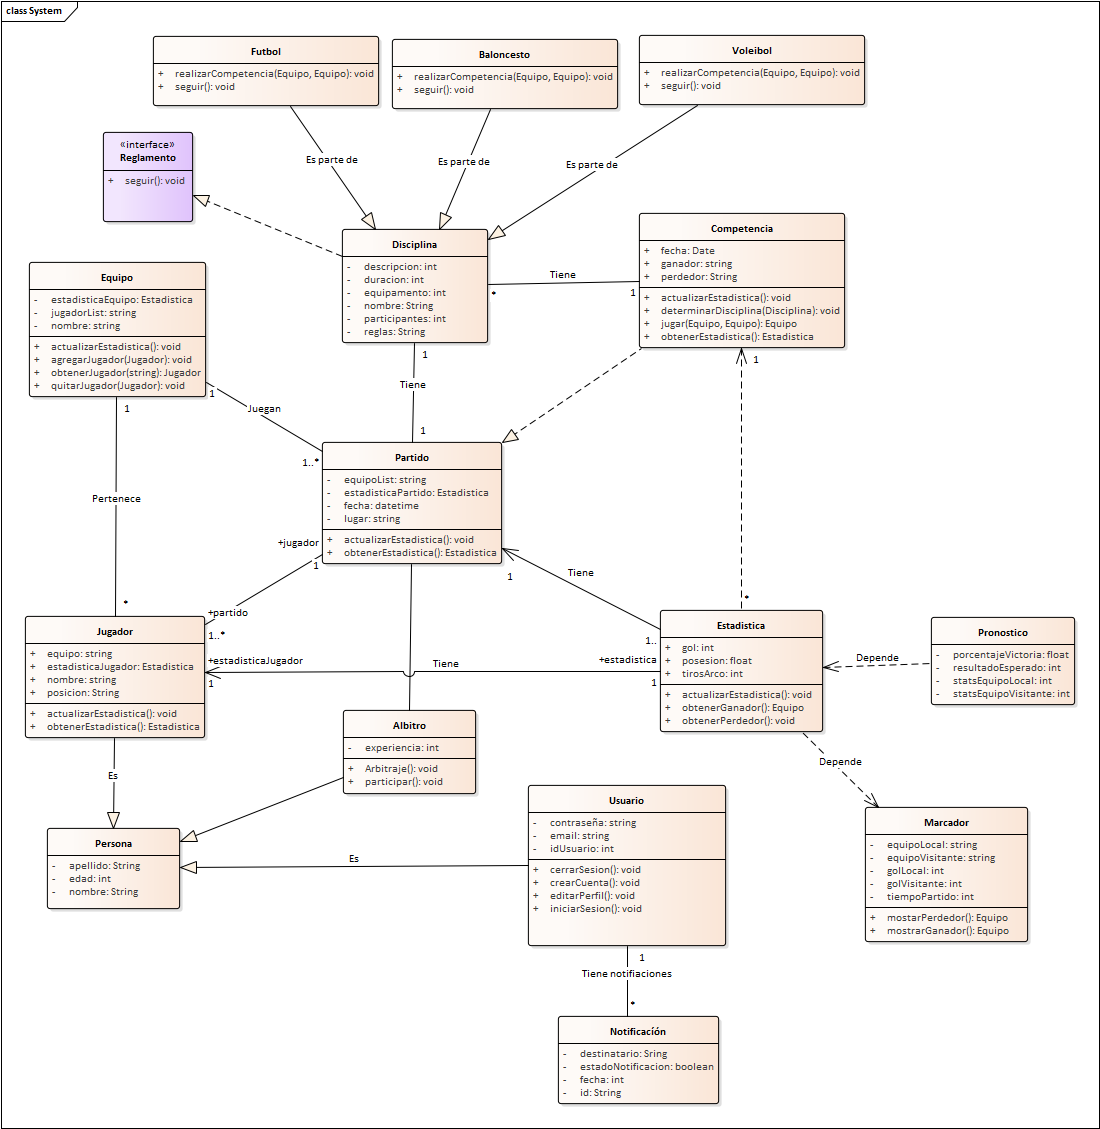 class System
Futbol
+ realizarCompetencia(Equipo, Equipo): void
+ seguir(): void
Baloncesto
+ realizarCompetencia(Equipo, Equipo): void
+ seguir(): void
Voleibol
+ realizarCompetencia(Equipo, Equipo): void
+ seguir(): void
Es parte de
Es parte de
Es parte de
«interface»
Reglamento
+ seguir(): void
Disciplina
- descripcion: int
- duracion: int
- equipamento: int
- nombre: String
- participantes: int
- reglas: String
Tiene
*
1
Competencia
+ fecha: Date
+ ganador: string
+ perdedor: String
+ actualizarEstadistica(): void
+ determinarDisciplina(Disciplina): void
+ jugar(Equipo, Equipo): Equipo
+ obtenerEstadistica(): Estadistica
Equipo
- estadisticaEquipo: Estadistica
- jugadorList: string
- nombre: string
+ actualizarEstadistica(): void
+ agregarJugador(Jugador): void
+ obtenerJugador(string): Jugador
+ quitarJugador(Jugador): void
1
Tiene
1
1
Juegan
1..*
1
Pertenece
*
1
*
Partido
- equipoList: string
- estadisticaPartido: Estadistica
- fecha: datetime
- lugar: string
+ actualizarEstadistica(): void
+ obtenerEstadistica(): Estadistica
+jugador
1
+partido
1..*
1
Tiene
1..
Jugador
+ equipo: string
+ estadisticaJugador: Estadistica
+ nombre: string
+ posicion: String
+ actualizarEstadistica(): void
+ obtenerEstadistica(): Estadistica
+estadisticaJugador
1
Tiene
+estadistica
1
Estadistica
+ gol: int
+ posesion: float
+ tirosArco: int
+ actualizarEstadistica(): void
+ obtenerGanador(): Equipo
+ obtenerPerdedor(): void
Depende
Pronostico
- porcentajeVictoria: float
- resultadoEsperado: int
- statsEquipoLocal: int
- statsEquipoVisitante: int
Depende
Albitro
- experiencia: int
+ Arbitraje(): void
+ participar(): void
Es
Persona
- apellido: String
- edad: int
- nombre: String
Es
Usuario
- contraseña: string
- email: string
- idUsuario: int
+ cerrarSesion(): void
+ crearCuenta(): void
+ editarPerfil(): void
+ iniciarSesion(): void
Marcador
- equipoLocal: string
- equipoVisitante: string
- golLocal: int
- golVisitante: int
- tiempoPartido: int
+ mostarPerdedor(): Equipo
+ mostrarGanador(): Equipo
1
Tiene notifiaciones
*
Notificación
- destinatario: Sring
- estadoNotificacion: boolean
- fecha: int
- id: String